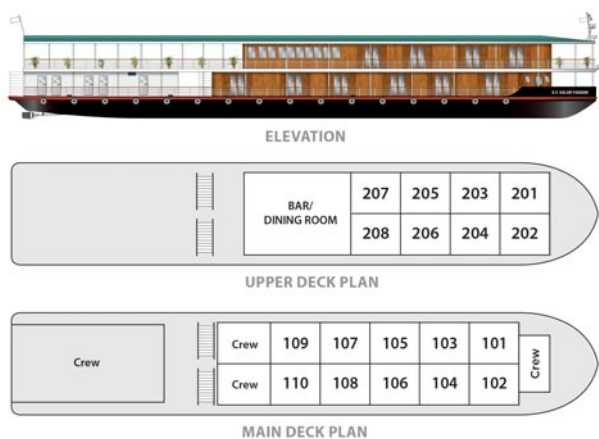 ELEVATION
BAR/
DINING ROOM
207 205 203 201
208 206 204 202
UPPER DECK PLAN
Crew
Crew 109 107 105 103 101
Crew 110 108 106 104 102
Crew
MAIN DECK PLAN